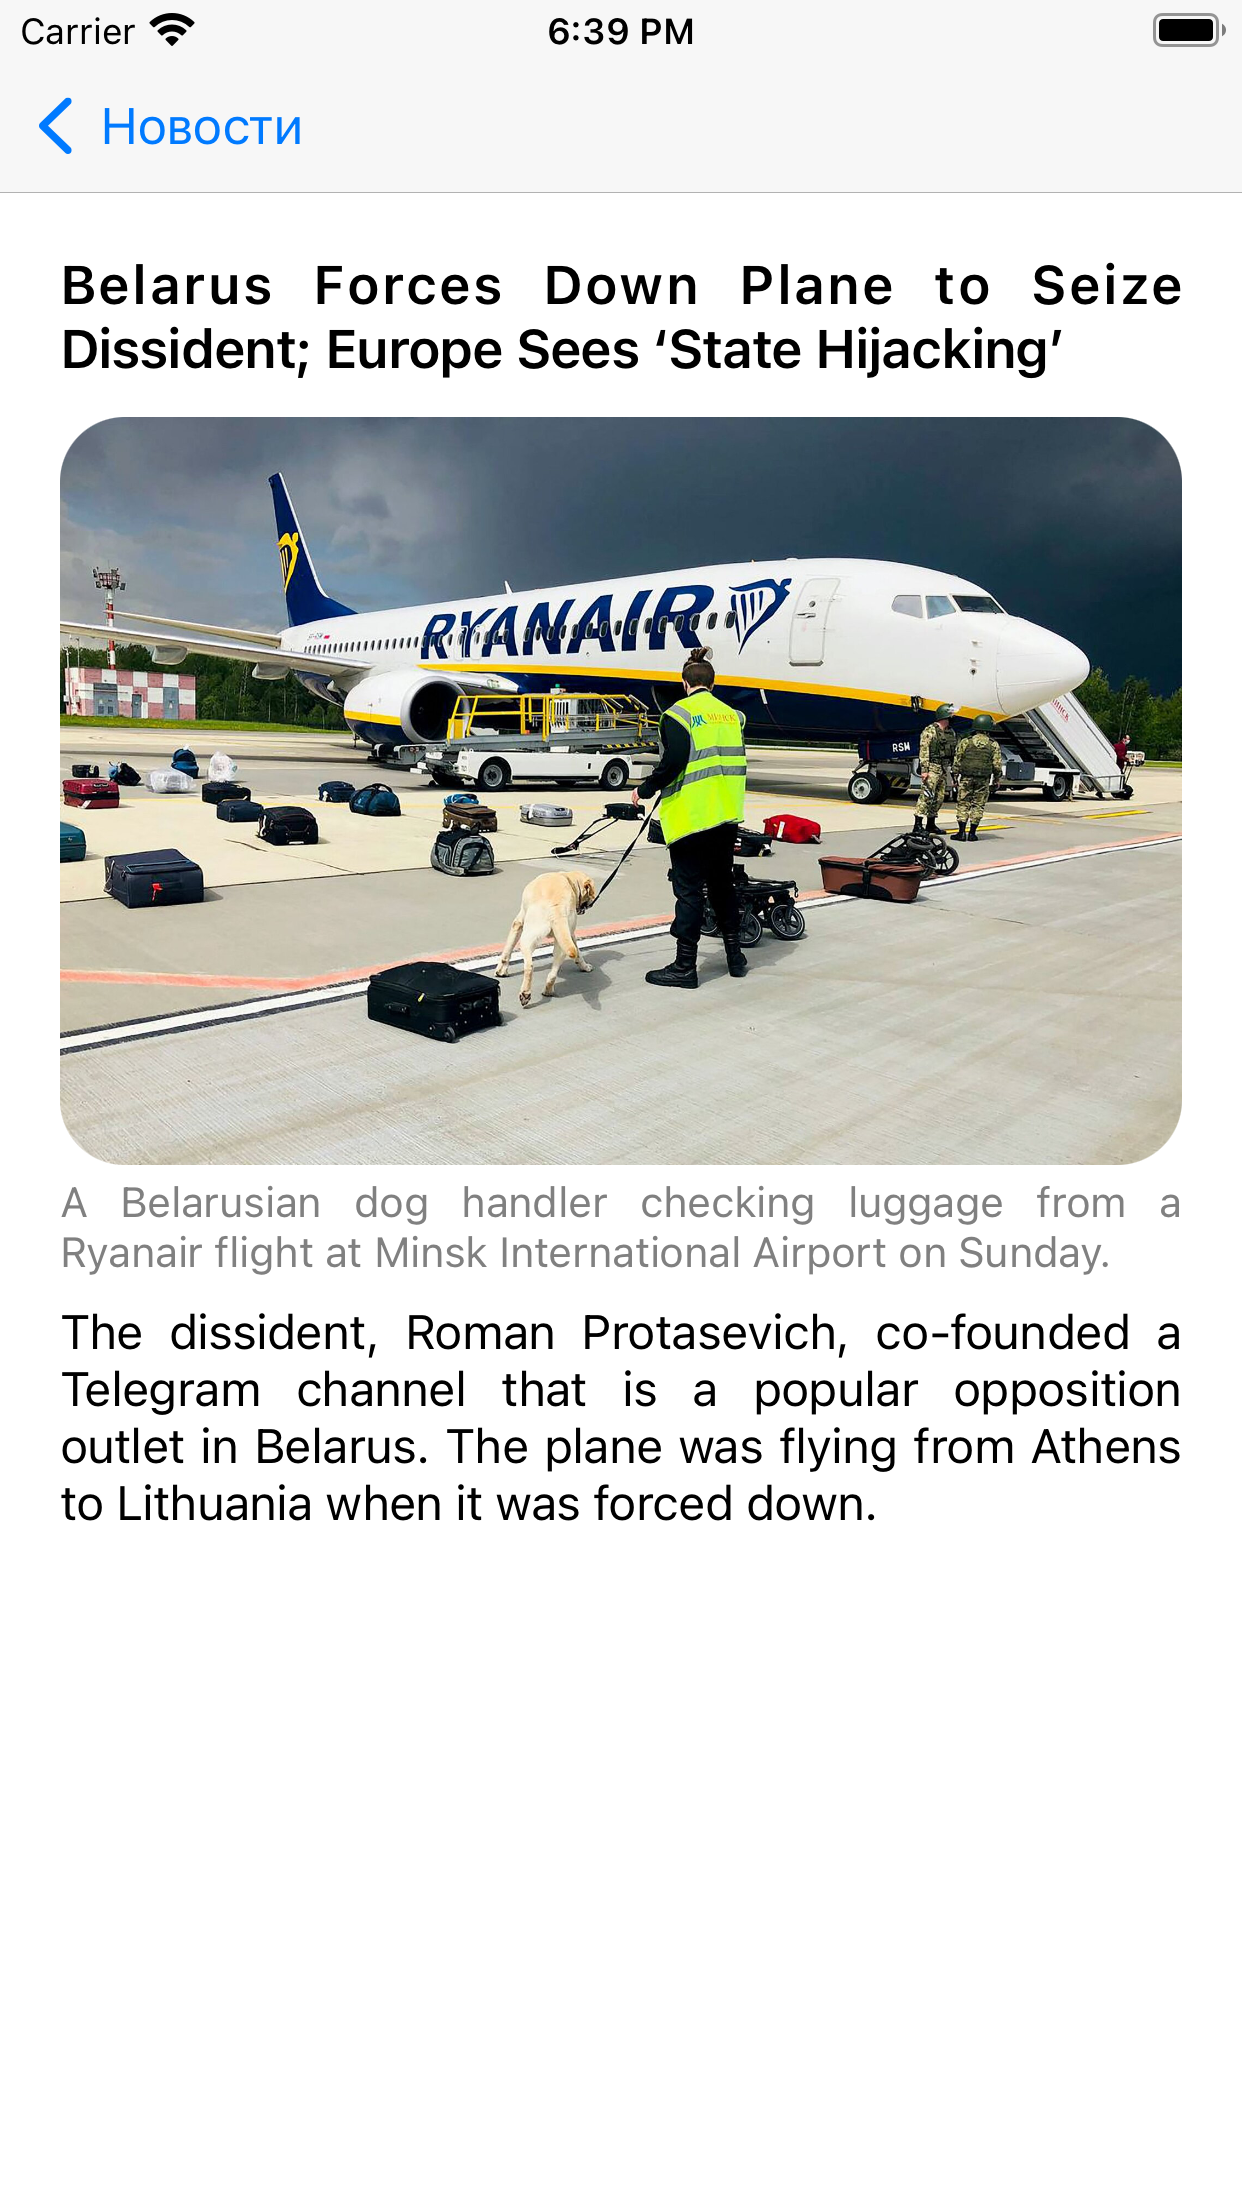 Carrier
6:39 PM
Новости
Belarus Forces Down Plane to Seize
Dissident; Europe Sees ‘State Hijacking’
RYANAIR
RSM
A Belarusian dog handler checking luggage from a
Ryanair flight at Minsk International Airport on Sunday.
The dissident, Roman Protasevich, co-founded a
Telegram channel that is a popular opposition
outlet in Belarus. The plane was flying from Athens
to Lithuania when it was forced down.